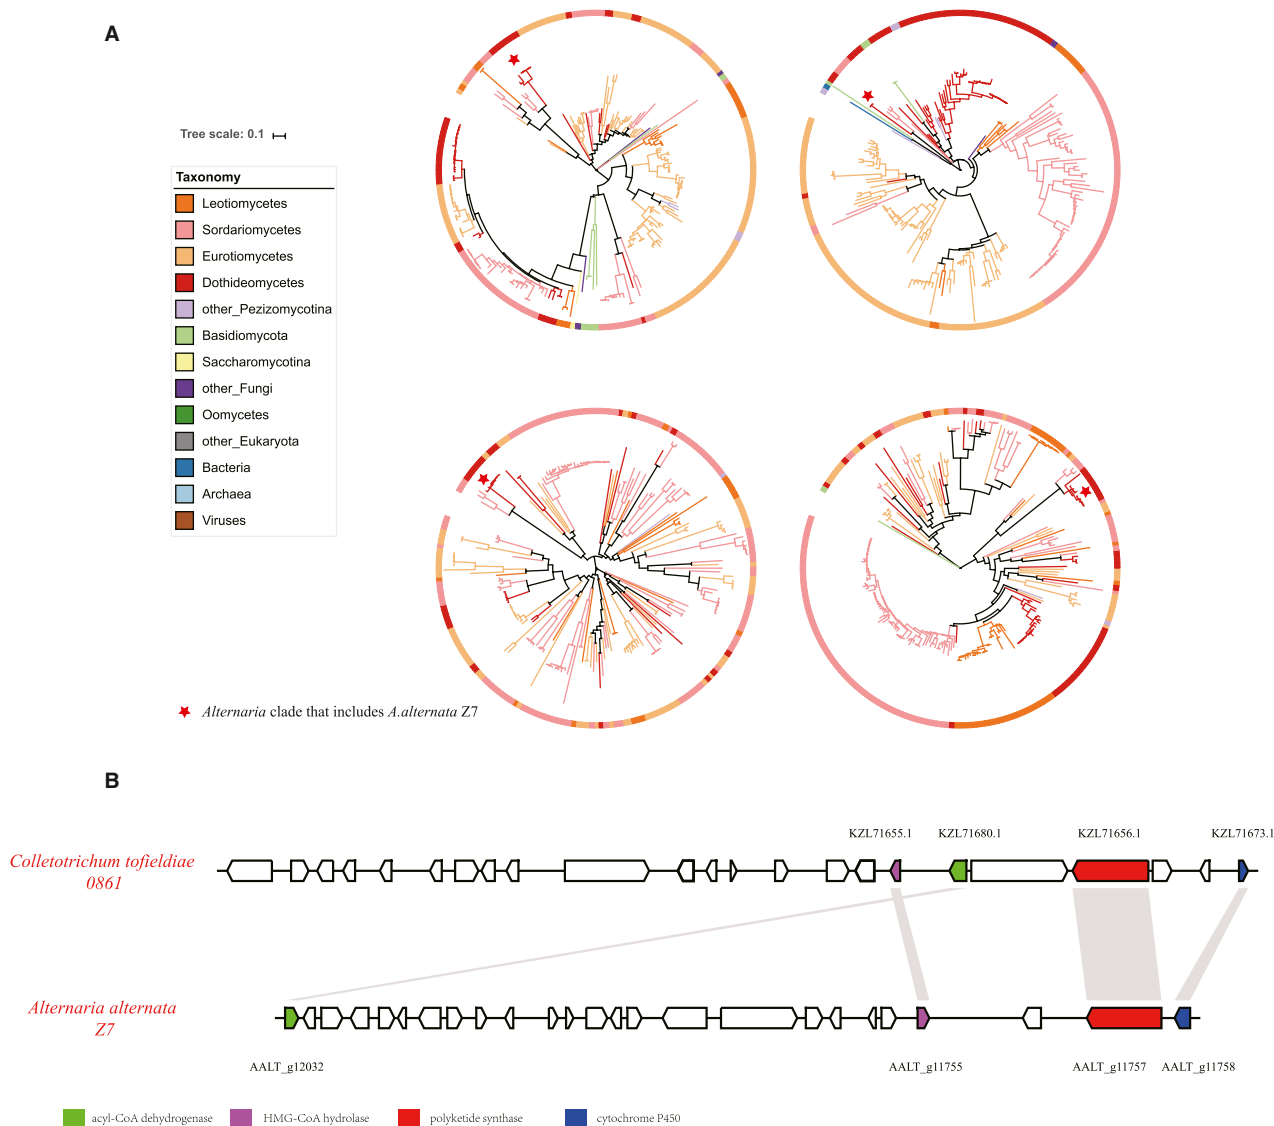 A
Tree scale: 0.1
Taxonomy
Leotiomycetes
Sordariomycetes
Eurotiomycetes
Dothideomycetes
other_Pezizomycotina
Basidiomycota
Saccharomycotina
other_Fungi
Oomycetes
other_Eukaryota
Bacteria
Archaea
Viruses
Alternaria clade that includes A.alternata Z7
B
KZL71655.1 KZL71680.1 KZL71656.1 KZL71673.1
Colletotrichum tofieldiae
0861
Alternaria alternata
Z7
AALT_g12032 AALT_g11755 AALT_g11757 AALT_g11758
acyl-CoA dehydrogenase HMG-CoA hydrolase polyketide synthase cytochrome P450